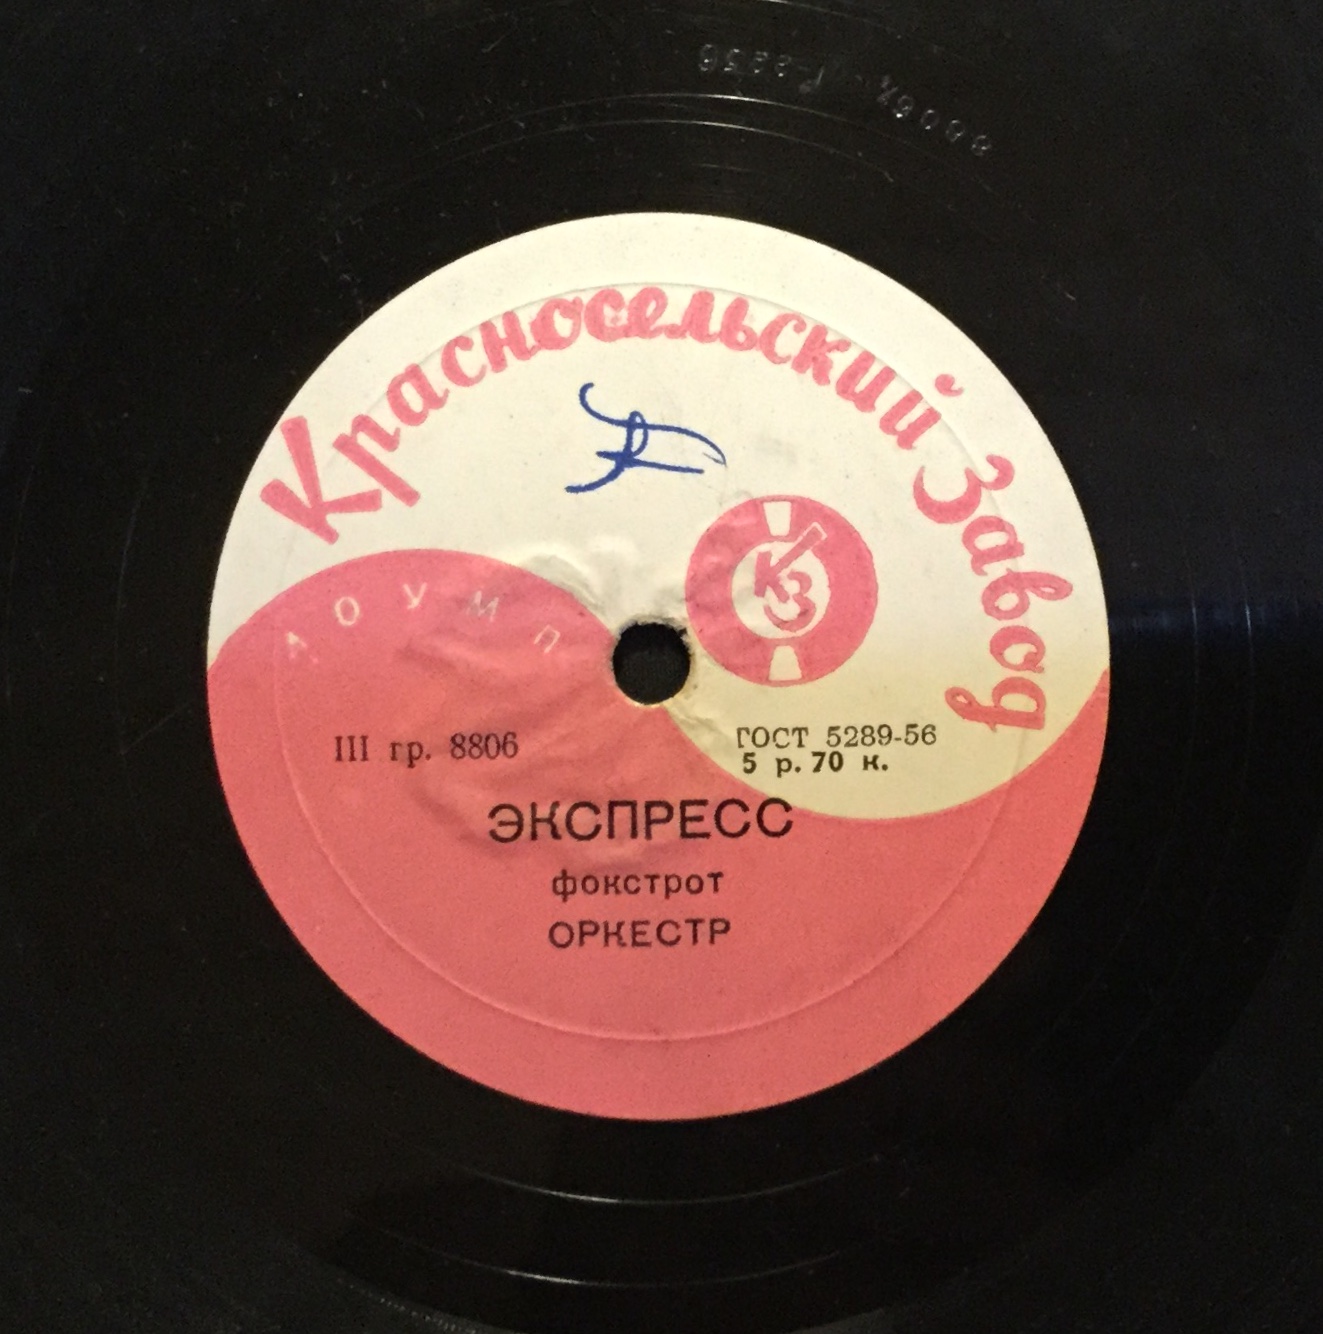 Красносельский Завод
КЗ
ЛОУМП
III гр. 8806
ГОСТ 5289-56
5 р. 70 к.
ЭКСПРЕСС
фокстрот
ОРКЕСТР